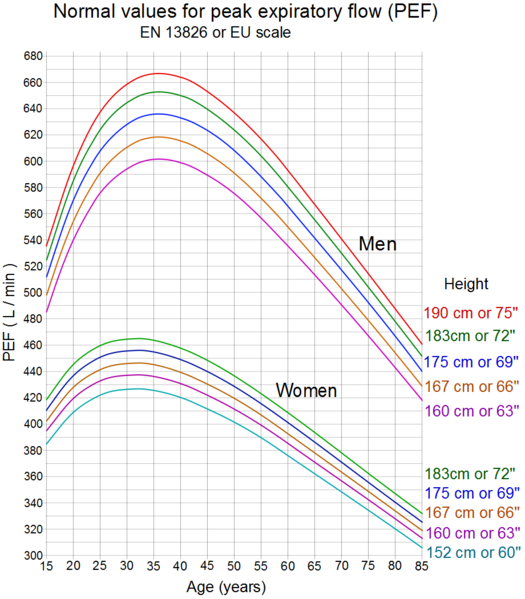 Normal values for peak expiratory flow (PEF)
EN 13826 or EU scale
PEF ( L / min )
680
660
640
620
600
580
560
540
520
500
480
460
440
420
400
380
360
340
320
300
Men
Women
Height
190 cm or 75"
183cm or 72"
175 cm or 69"
167 cm or 66"
160 cm or 63"
183cm or 72"
175 cm or 69"
167 cm or 66"
160 cm or 63"
152 cm or 60"
15 20 25 30 35 40 45 50 55 60 65 70 75 80 85
Age (years)